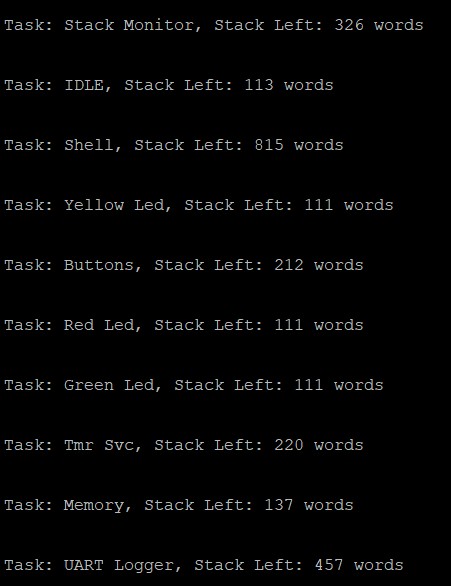 Task: Stack Monitor, Stack Left: 326 words
Task: IDLE, Stack Left: 113 words
Task: Shell, Stack Left: 815 words
Task: Yellow Led, Stack Left: 111 words
Task: Buttons, Stack Left: 212 words
Task: Red Led, Stack Left: 111 words
Task: Green Led, Stack Left: 111 words
Task: Tmr Svc, Stack Left: 220 words
Task: Memory, Stack Left: 137 words
Task: UART Logger, Stack Left: 457 words